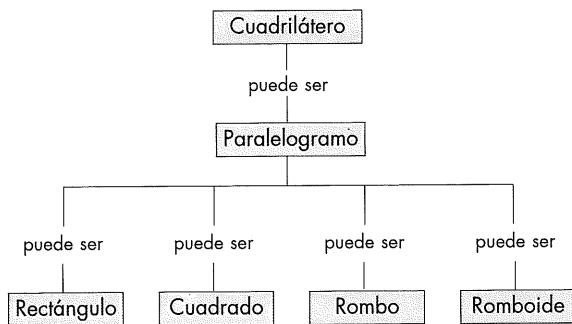 Cuadrilátero
puede ser
Paralelogramo
puede ser puede ser puede ser puede ser
Rectángulo Cuadrado Rombo Romboide